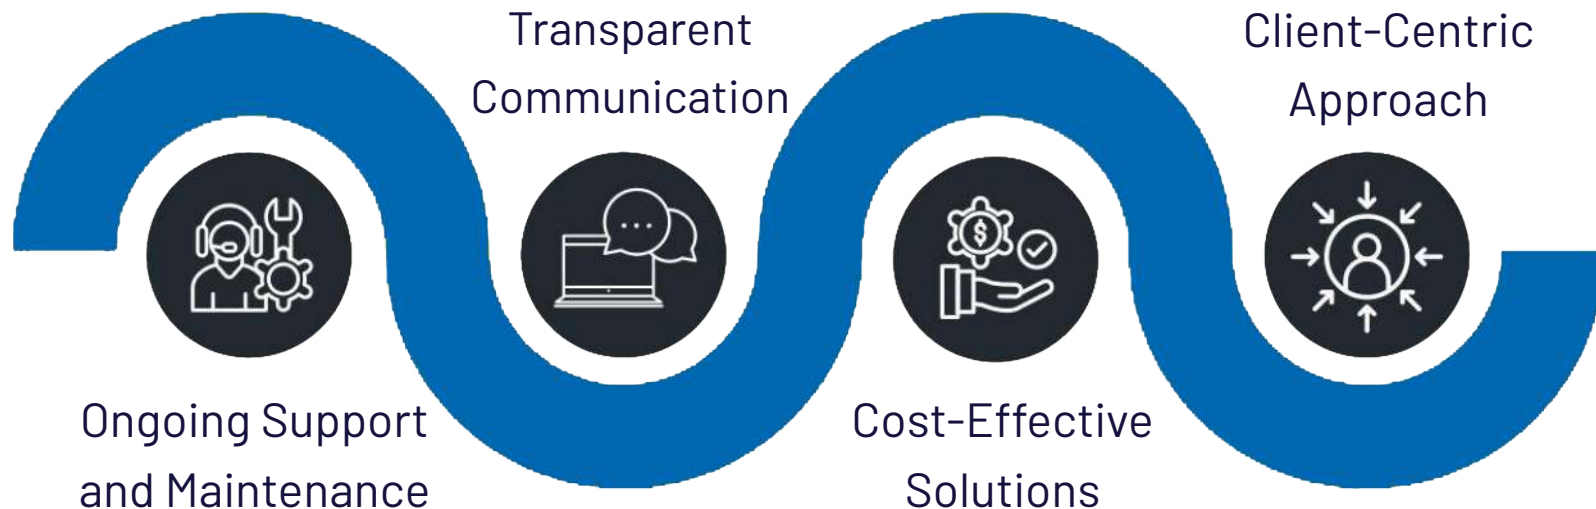 Transparent
Communication
Client-Centric
Approach
$
Ongoing Support
and Maintenance
Cost-Effective
Solutions